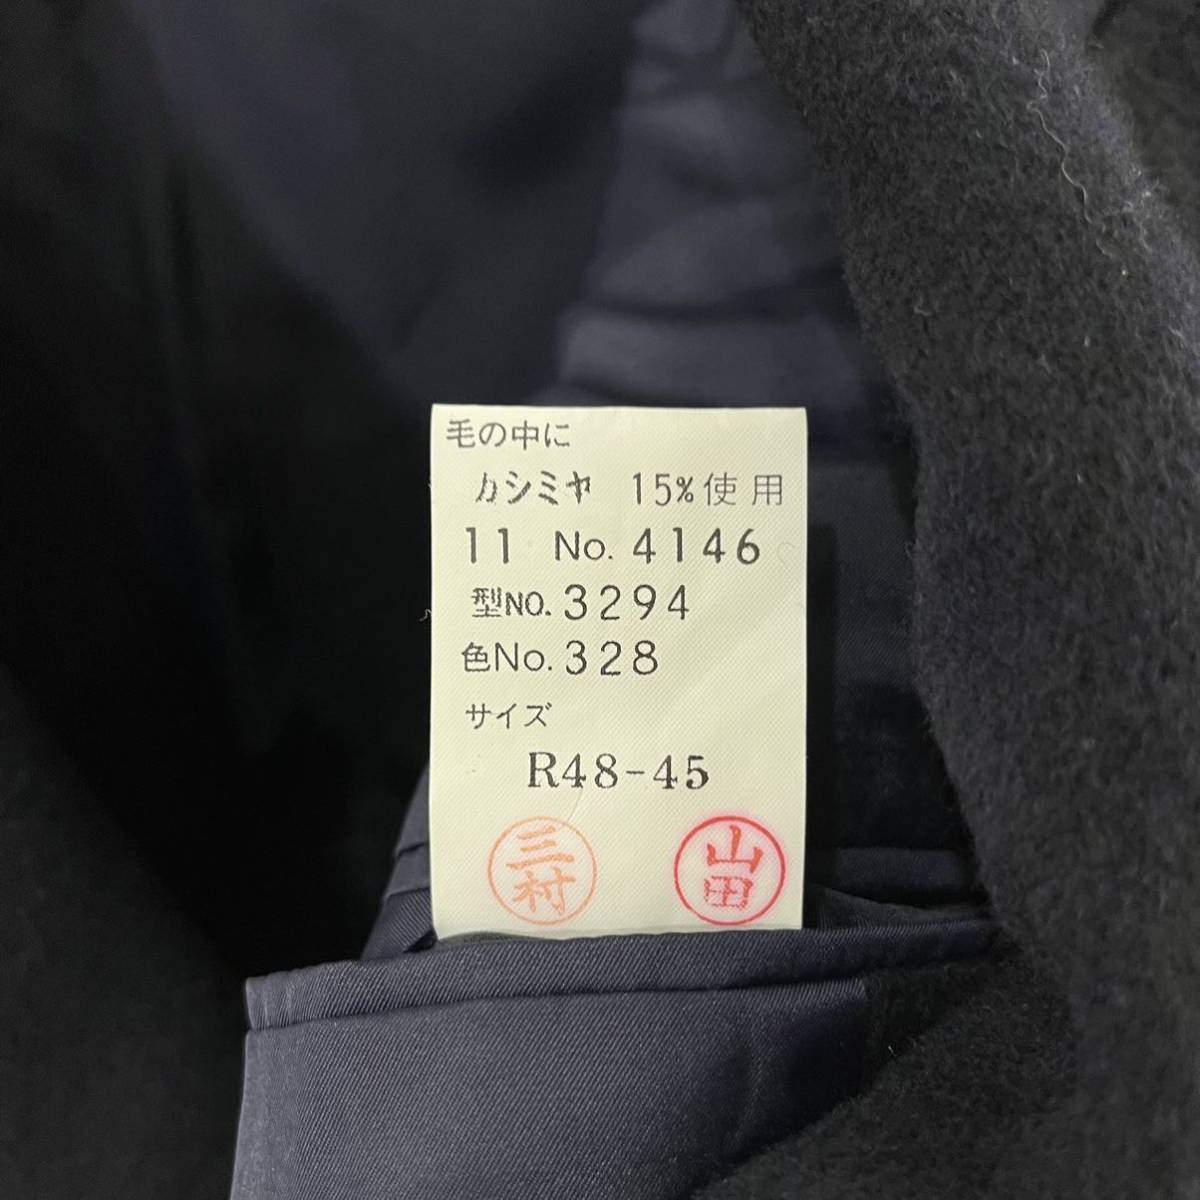 毛の中に
カシミヤ 15%使用
11 No. 4146
型NO. 3294
色No. 328
サイズ
R48-45
三村
山田